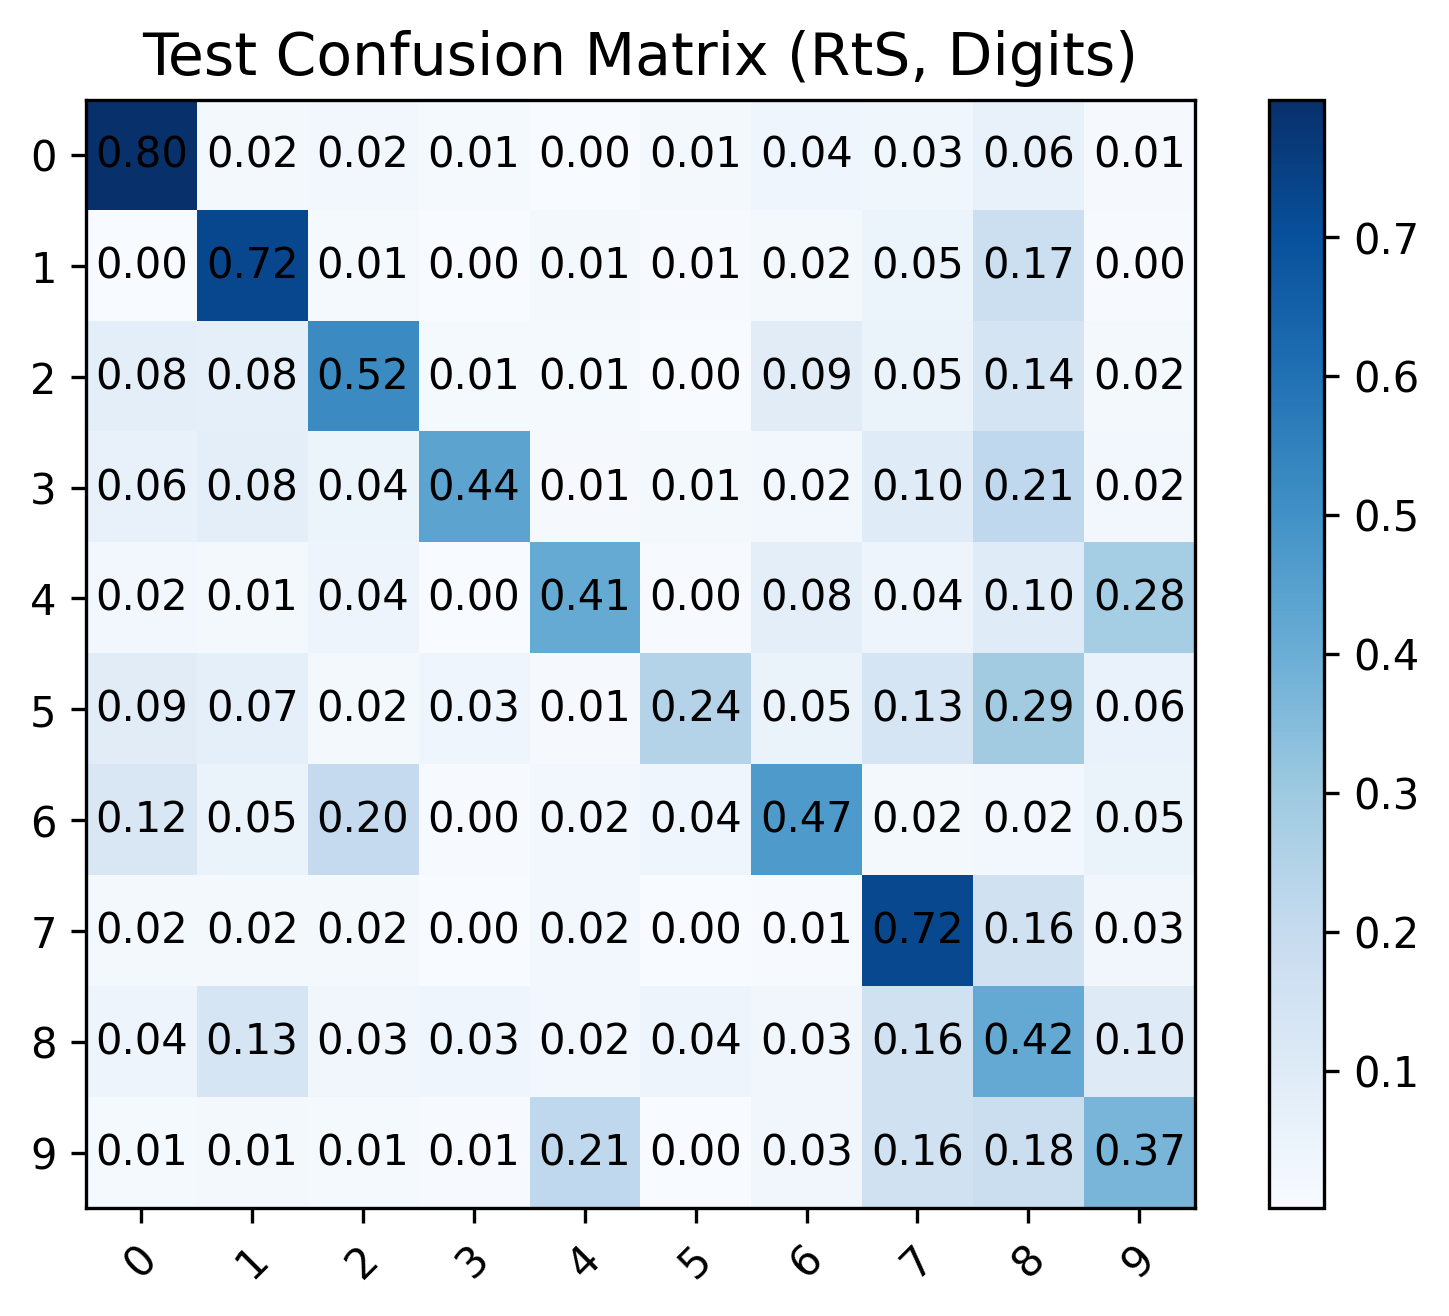 Test Confusion Matrix (RtS, Digits)
0 0.80 0.02 0.02 0.01 0.00 0.01 0.04 0.03 0.06 0.01
1 0.00 0.72 0.01 0.00 0.01 0.01 0.02 0.05 0.17 0.00
2 0.08 0.08 0.52 0.01 0.01 0.00 0.09 0.05 0.14 0.02
3 0.06 0.08 0.04 0.44 0.01 0.01 0.02 0.10 0.21 0.02
4 0.02 0.01 0.04 0.00 0.41 0.00 0.08 0.04 0.10 0.28
5 0.09 0.07 0.02 0.03 0.01 0.24 0.05 0.13 0.29 0.06
6 0.12 0.05 0.20 0.00 0.02 0.04 0.47 0.02 0.02 0.05
7 0.02 0.02 0.02 0.00 0.02 0.00 0.01 0.72 0.16 0.03
8 0.04 0.13 0.03 0.03 0.02 0.04 0.03 0.16 0.42 0.10
9 0.01 0.01 0.01 0.01 0.21 0.00 0.03 0.16 0.18 0.37
0 1 2 3 4 5 6 7 8 9
0.7
0.6
0.5
0.4
0.3
0.2
0.1